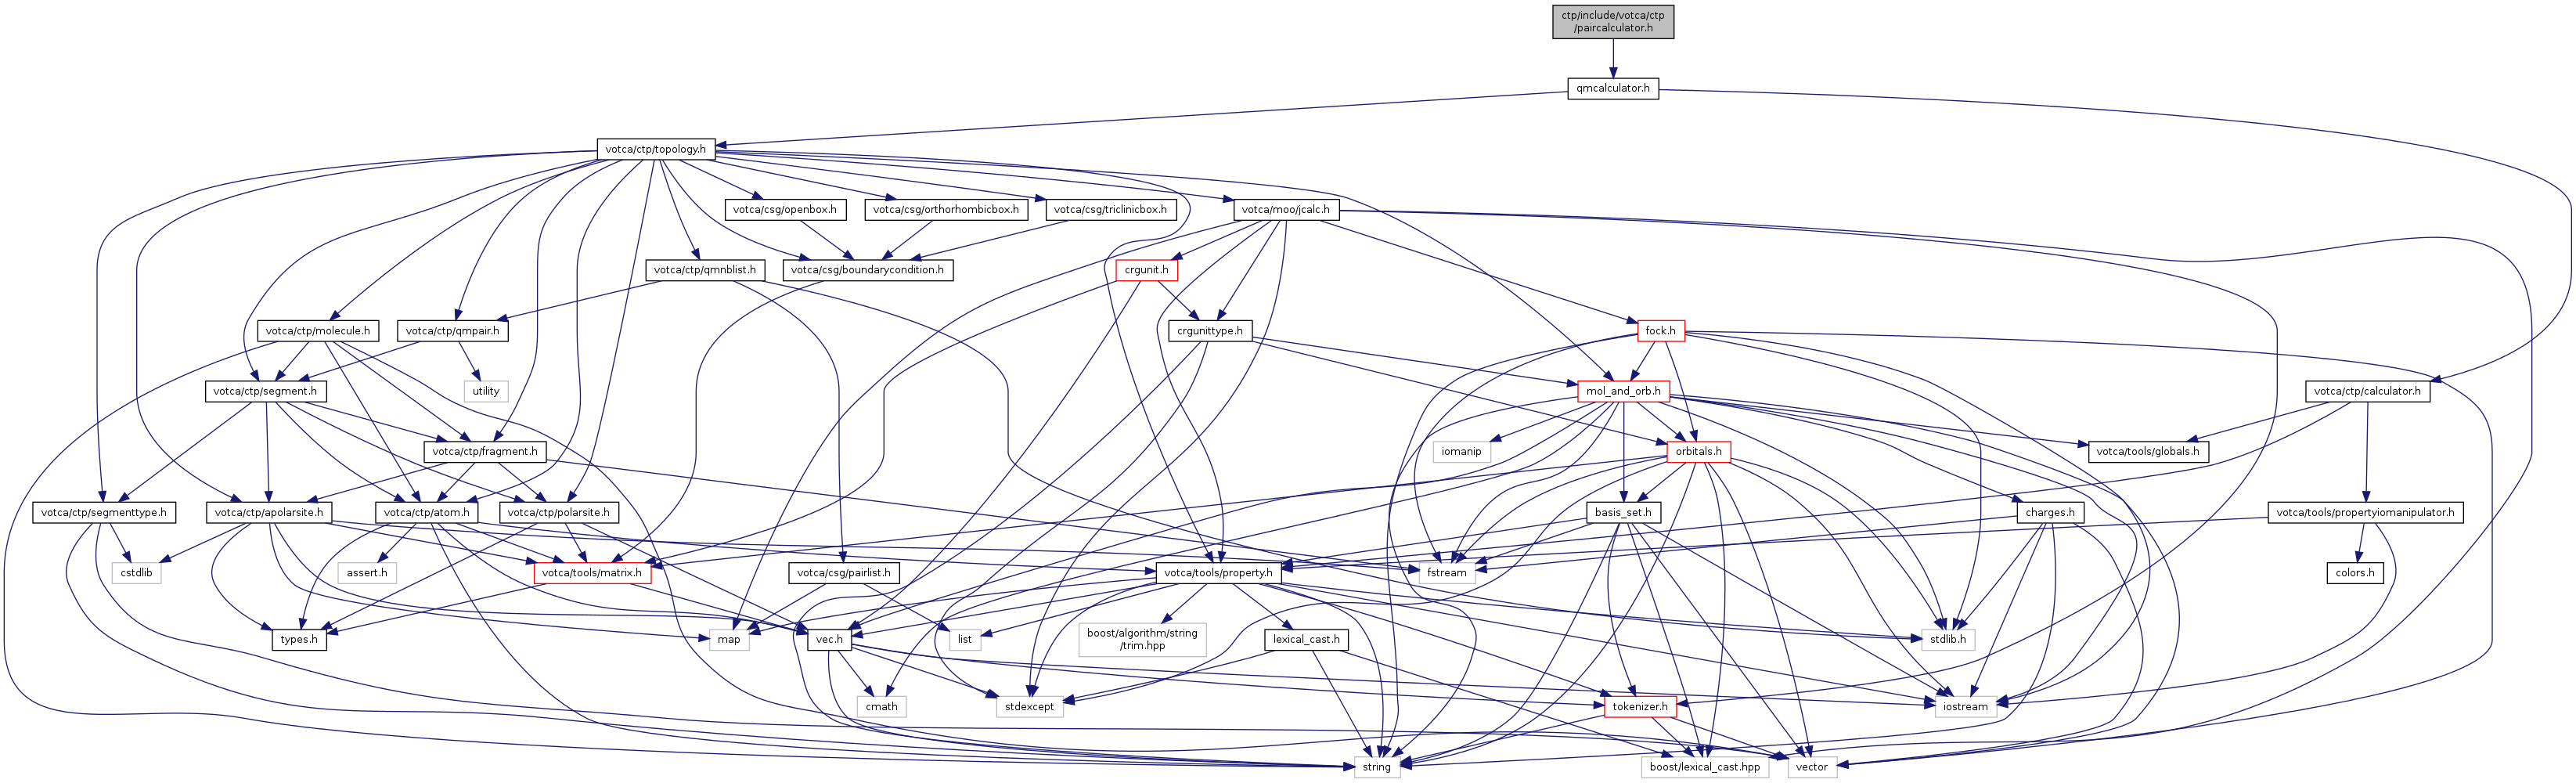 ctp/include/votca/ctp
/paircalculator.h
qmcalculator.h
votca/ctp/topology.h
votca/csg/openbox.h
votca/csg/orthorhombicbox.h
votca/csg/triclinicbox.h
votca/moo/jcalc.h
votca/ctp/qmnblist.h
votca/csg/boundarycondition.h
crgunit.h
votca/ctp/molecule.h
votca/ctp/qmpair.h
crgunittype.h
fock.h
votca/ctp/segment.h
utility
mol_and_orb.h
votca/ctp/calculator.h
votca/ctp/fragment.h
iomanip
orbitals.h
votca/tools/globals.h
votca/ctp/segmenttype.h
votca/ctp/apolarsite.h
votca/ctp/atom.h
votca/ctp/polarsite.h
basis_set.h
charges.h
votca/tools/propertyiomanipulator.h
cstdlib
assert.h
votca/tools/matrix.h
votca/csg/pairlist.h
votca/tools/property.h
fstream
colors.h
types.h
map
vec.h
list
boost/algorithm/string
/trim.hpp
lexical_cast.h
stdlib.h
cmath
stdexcept
tokenizer.h
iostream
string
boost/lexical_cast.hpp
vector